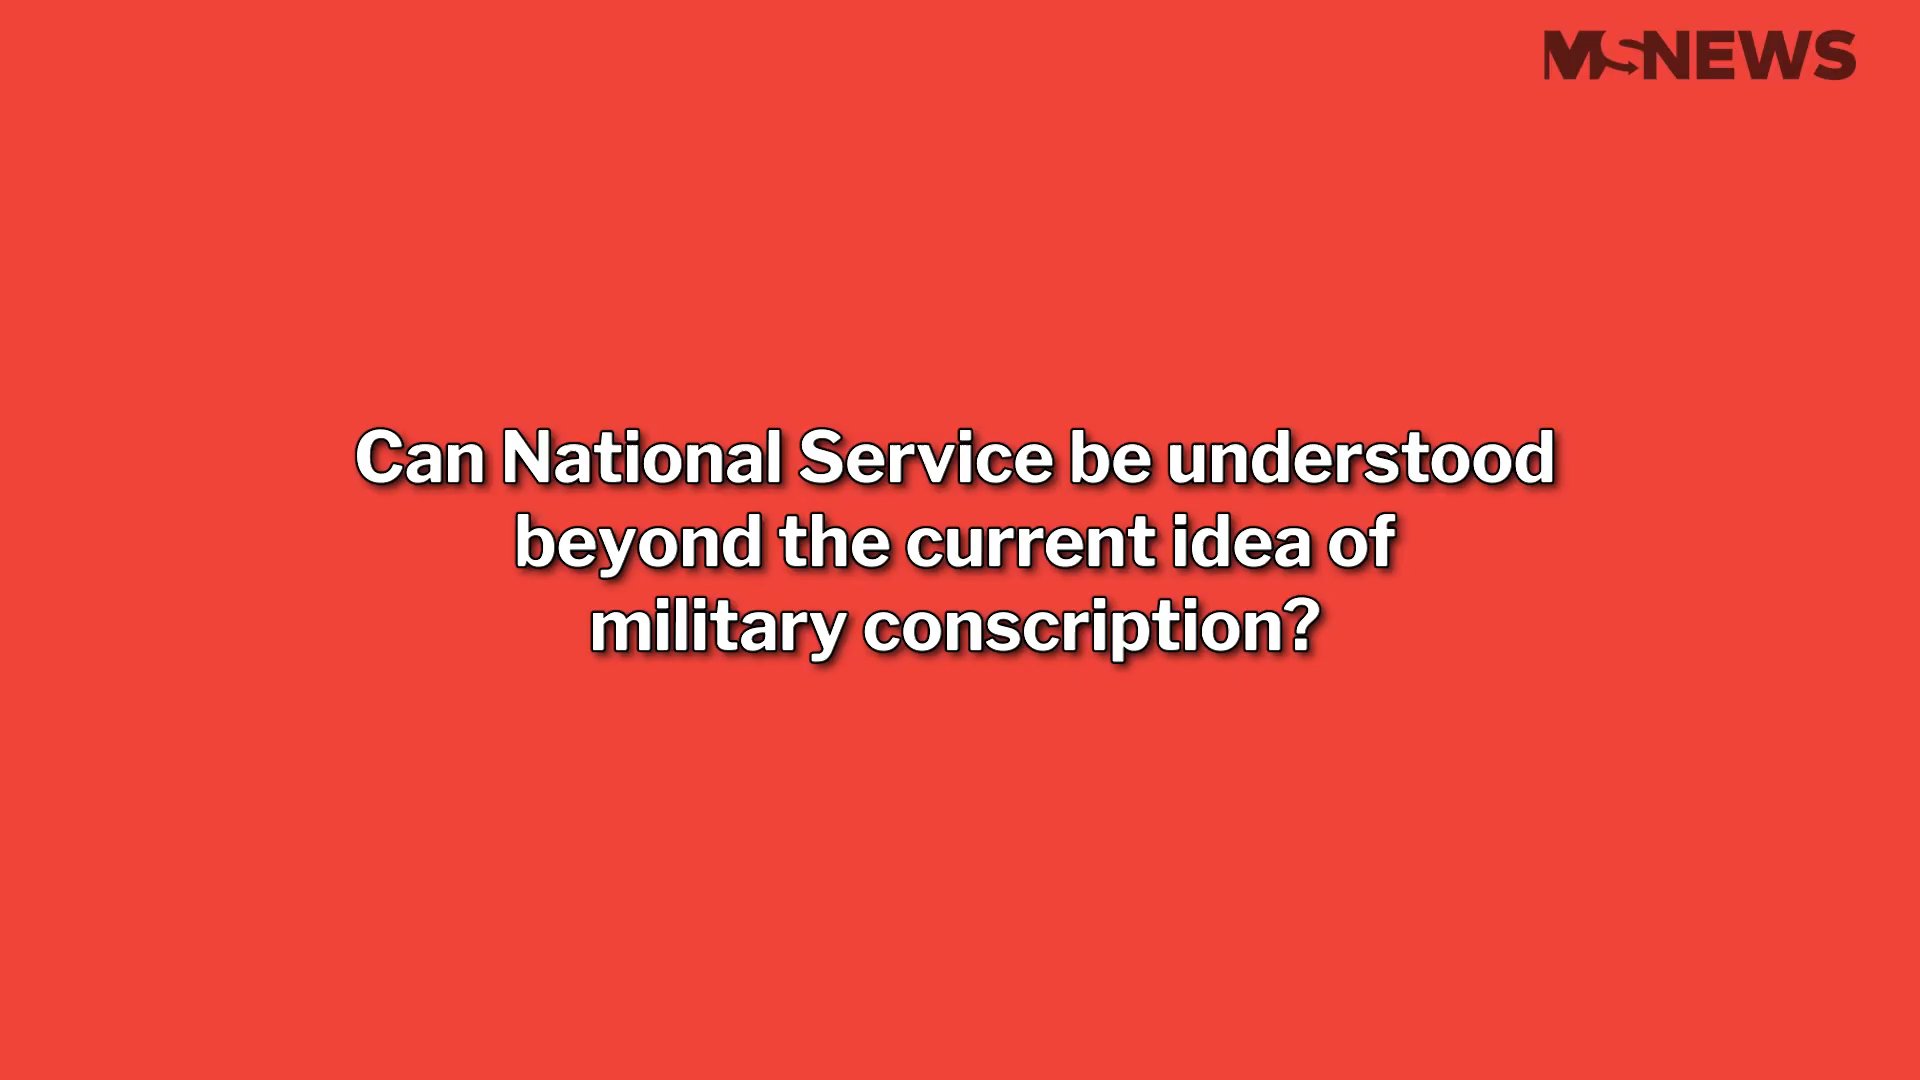 MSNEWS
Can National Service be understood
beyond the current idea of
military conscription?